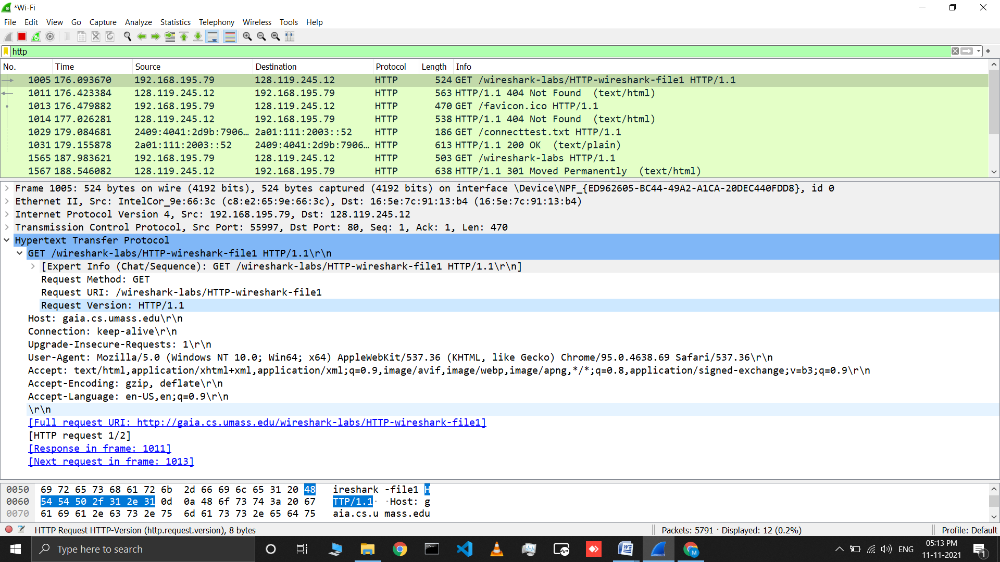 *Wi-Fi
File Edit View Go Capture Analyze Statistics Telephony Wireless Tools Help
http
No. Time Source Destination Protocol Length Info
1005 176.093670 192.168.195.79 128.119.245.12 HTTP 524 GET /wireshark-labs/HTTP-wireshark-file1 HTTP/1.1
1011 176.423384 128.119.245.12 192.168.195.79 HTTP 563 HTTP/1.1 404 Not Found (text/html)
1013 176.479882 192.168.195.79 128.119.245.12 HTTP 470 GET /favicon.ico HTTP/1.1
1014 177.026281 128.119.245.12 192.168.195.79 HTTP 538 HTTP/1.1 404 Not Found (text/html)
1029 179.084681 2409:4041:2d9b:7906… 2a01:111:2003::52 HTTP 186 GET /connecttest.txt HTTP/1.1
1031 179.155878 2a01:111:2003::52 2409:4041:2d9b:7906… HTTP 613 HTTP/1.1 200 OK (text/plain)
1565 187.983621 192.168.195.79 128.119.245.12 HTTP 503 GET /wireshark-labs HTTP/1.1
1567 188.546082 128.119.245.12 192.168.195.79 HTTP 638 HTTP/1.1 301 Moved Permanently (text/html)
Frame 1005: 524 bytes on wire (4192 bits), 524 bytes captured (4192 bits) on interface \Device\NPF_{ED962605-BC44-49A2-A1CA-20DEC440FDD8}, id 0
Ethernet II, Src: IntelCor_9e:66:3c (c8:e2:65:9e:66:3c), Dst: 16:5e:7c:91:13:b4 (16:5e:7c:91:13:b4)
Internet Protocol Version 4, Src: 192.168.195.79, Dst: 128.119.245.12
Transmission Control Protocol, Src Port: 55997, Dst Port: 80, Seq: 1, Ack: 1, Len: 470
Hypertext Transfer Protocol
GET /wireshark-labs/HTTP-wireshark-file1 HTTP/1.1\r\n
[Expert Info (Chat/Sequence): GET /wireshark-labs/HTTP-wireshark-file1 HTTP/1.1\r\n]
Request Method: GET
Request URI: /wireshark-labs/HTTP-wireshark-file1
Request Version: HTTP/1.1
Host: gaia.cs.umass.edu\r\n
Connection: keep-alive\r\n
Upgrade-Insecure-Requests: 1\r\n
User-Agent: Mozilla/5.0 (Windows NT 10.0; Win64; x64) AppleWebKit/537.36 (KHTML, like Gecko) Chrome/95.0.4638.69 Safari/537.36\r\n
Accept: text/html,application/xhtml+xml,application/xml;q=0.9,image/avif,image/webp,image/apng,*/*;q=0.8,application/signed-exchange;v=b3;q=0.9\r\n
Accept-Encoding: gzip, deflate\r\n
Accept-Language: en-US,en;q=0.9\r\n
\r\n
[Full request URI: http://gaia.cs.umass.edu/wireshark-labs/HTTP-wireshark-file1]
[HTTP request 1/2]
[Response in frame: 1011]
[Next request in frame: 1013]
0050 69 72 65 73 68 61 72 6b 2d 66 69 6c 65 31 20 48 ireshark -file1 H
0060 54 54 50 2f 31 2e 31 0d 0a 48 6f 73 74 3a 20 67 TTP/1.1· ·Host: g
0070 61 69 61 2e 63 73 2e 75 6d 61 73 73 2e 65 64 75 aia.cs.u mass.edu
HTTP Request HTTP-Version (http.request.version), 8 bytes Packets: 5791 · Displayed: 12 (0.2%) Profile: Default
Type here to search ENG 05:13 PM
11-11-2021 1